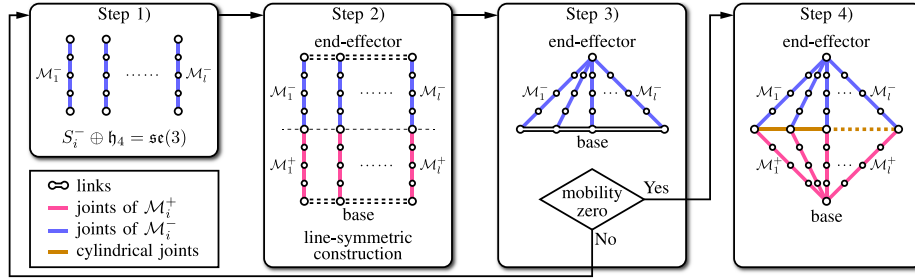 Step 1)
ℳ₁⁻ ...... ℳₗ⁻
Sᵢ⁻ ⊕ 𝔥₄ = 𝔰𝔢(3)
links
joints of ℳᵢ⁺
joints of ℳᵢ⁻
cylindrical joints
Step 2)
end-effector
ℳ₁⁻ ...... ℳₗ⁻
ℳ₁⁺ ...... ℳₗ⁺
base
line-symmetric
construction
Step 3)
end-effector
ℳ₁⁻ ... ℳₗ⁻
base
mobility
zero
Yes
No
Step 4)
end-effector
ℳ₁⁻ ... ℳₗ⁻
ℳ₁⁺ ... ℳₗ⁺
base